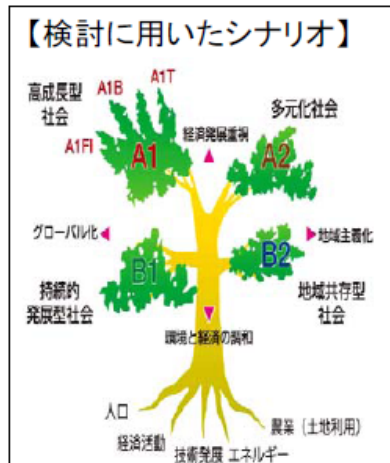 【検討に用いたシナリオ】
高成長型
社会
A1B
A1T
A1FI
A1
経済発展重視
多元化社会
A2
グローバル化
地域主義化
B1
B2
持続的
発展型社会
地域共存型
社会
環境と経済の調和
人口
経済活動
技術発展
エネルギー
農業（土地利用）